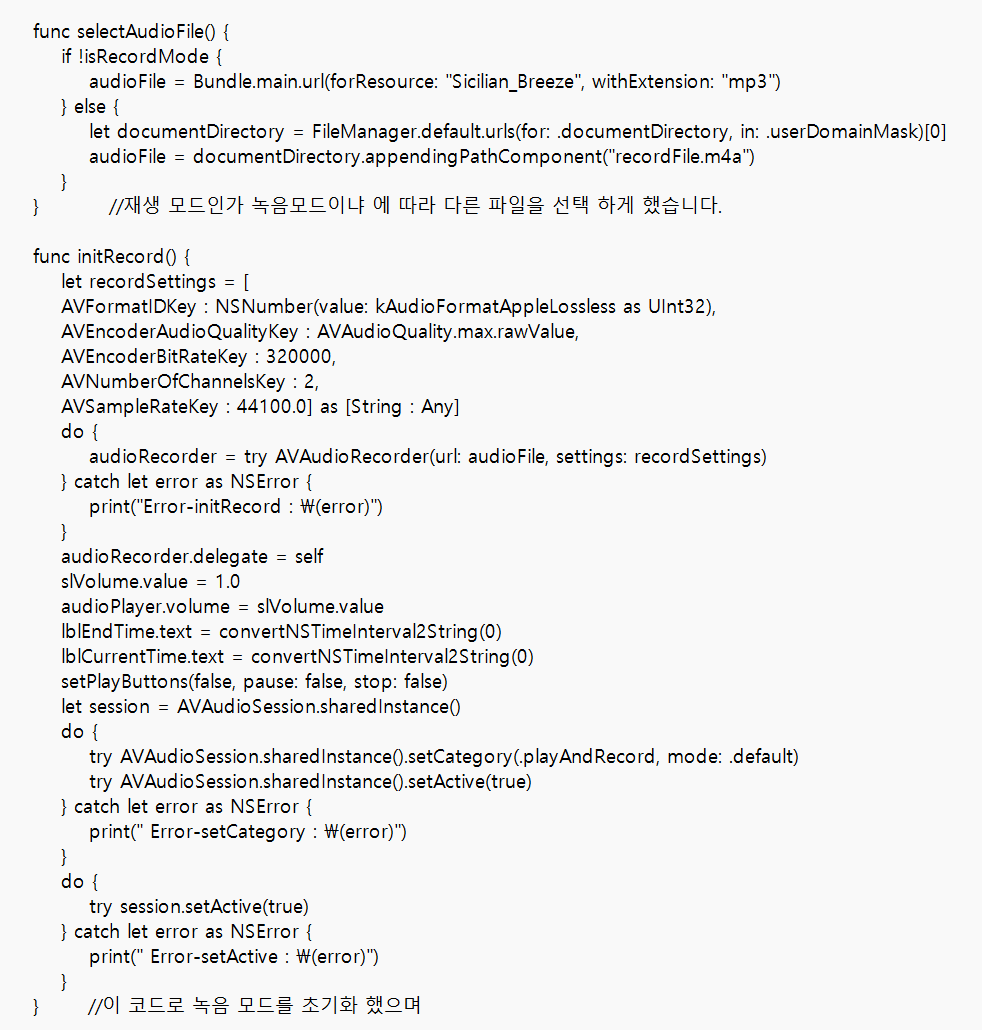 func selectAudioFile() {
if !isRecordMode {
audioFile = Bundle.main.url(forResource: "Sicilian_Breeze", withExtension: "mp3")
} else {
let documentDirectory = FileManager.default.urls(for: .documentDirectory, in: .userDomainMask)[0]
audioFile = documentDirectory.appendingPathComponent("recordFile.m4a")
}
} //재생 모드인가 녹음모드이냐 에 따라 다른 파일을 선택 하게 했습니다.
func initRecord() {
let recordSettings = [
AVFormatIDKey : NSNumber(value: kAudioFormatAppleLossless as UInt32),
AVEncoderAudioQualityKey : AVAudioQuality.max.rawValue,
AVEncoderBitRateKey : 320000,
AVNumberOfChannelsKey : 2,
AVSampleRateKey : 44100.0] as [String : Any]
do {
audioRecorder = try AVAudioRecorder(url: audioFile, settings: recordSettings)
} catch let error as NSError {
print("Error-initRecord : ₩(error)")
}
audioRecorder.delegate = self
slVolume.value = 1.0
audioPlayer.volume = slVolume.value
lblEndTime.text = convertNSTimeInterval2String(0)
lblCurrentTime.text = convertNSTimeInterval2String(0)
setPlayButtons(false, pause: false, stop: false)
let session = AVAudioSession.sharedInstance()
do {
try AVAudioSession.sharedInstance().setCategory(.playAndRecord, mode: .default)
try AVAudioSession.sharedInstance().setActive(true)
} catch let error as NSError {
print(" Error-setCategory : ₩(error)")
}
do {
try session.setActive(true)
} catch let error as NSError {
print(" Error-setActive : ₩(error)")
}
} //이 코드로 녹음 모드를 초기화 했으며